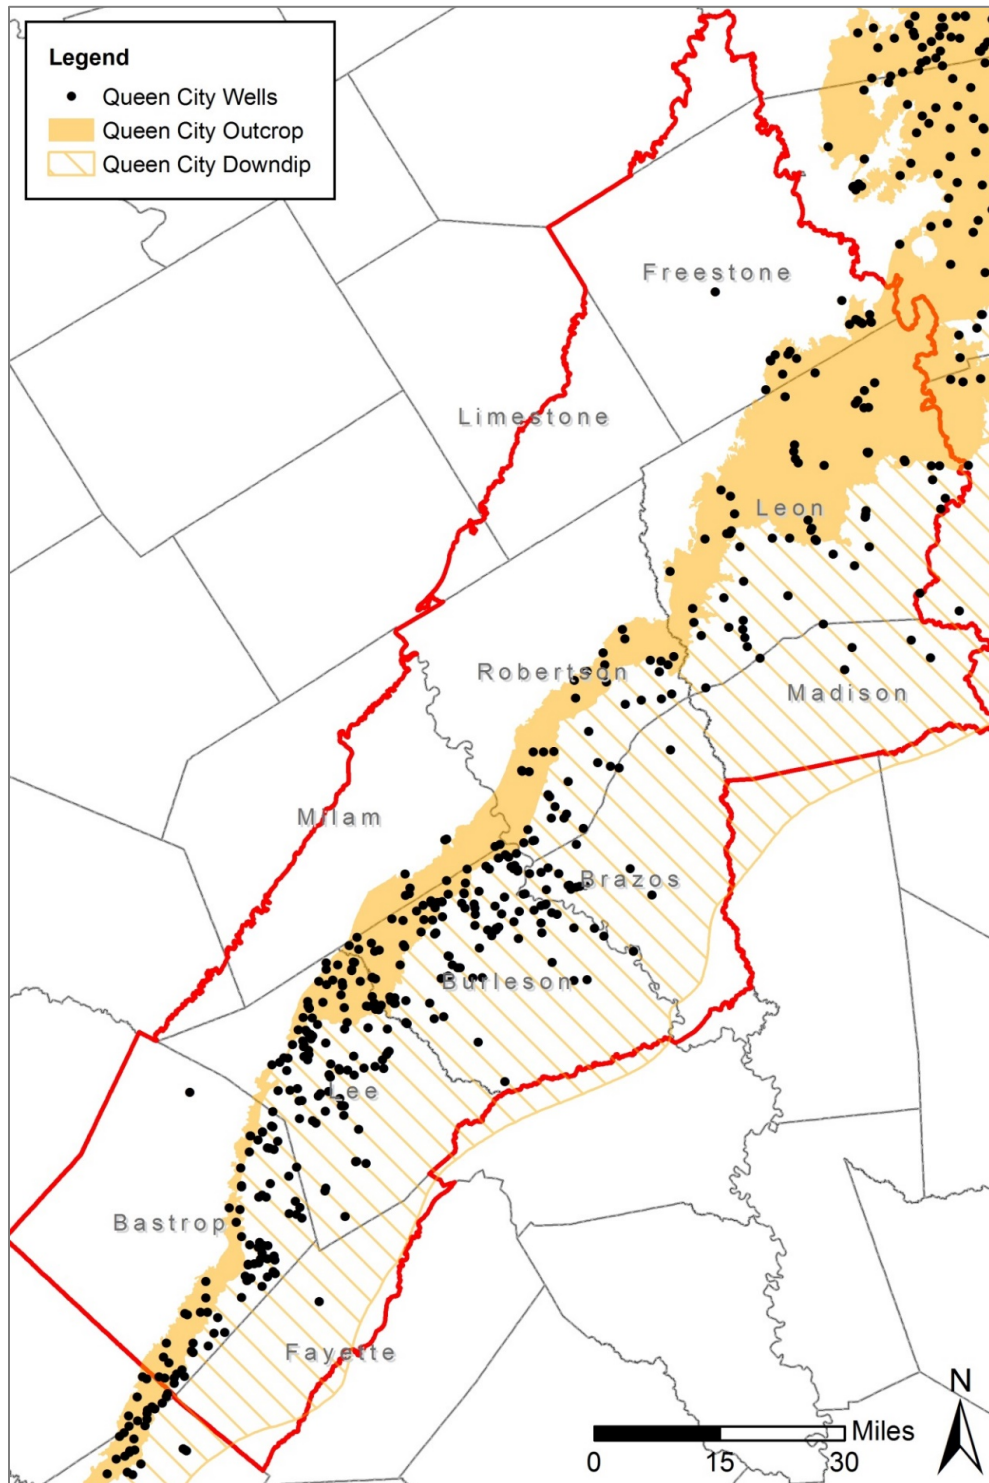 Legend
Queen City Wells
Queen City Outcrop
Queen City Downdip
Freestone
Limestone
Leon
Robertson
Madison
Milam
Brazos
Burleson
Lee
Bastrop
Fayette
N
Miles
0 15 30